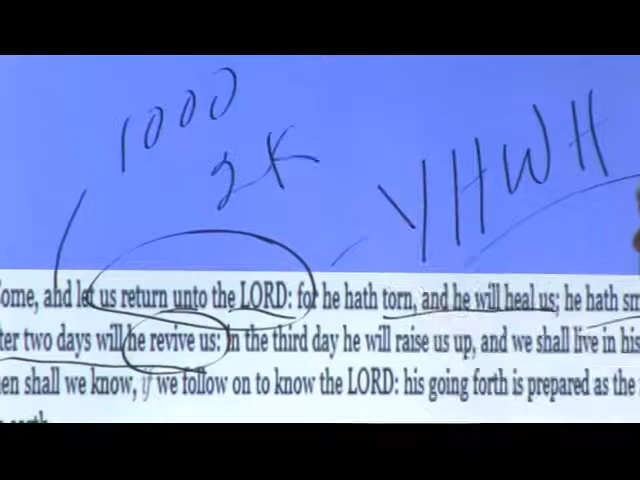 1000
2K
YHWH
ome, and let us return unto the LORD: for he hath torn, and he will heal us; he hath sm
ter two days will he revive us: in the third day he will raise us up, and we shall live in his
en shall we know, if we follow on to know the LORD: his going forth is prepared as the